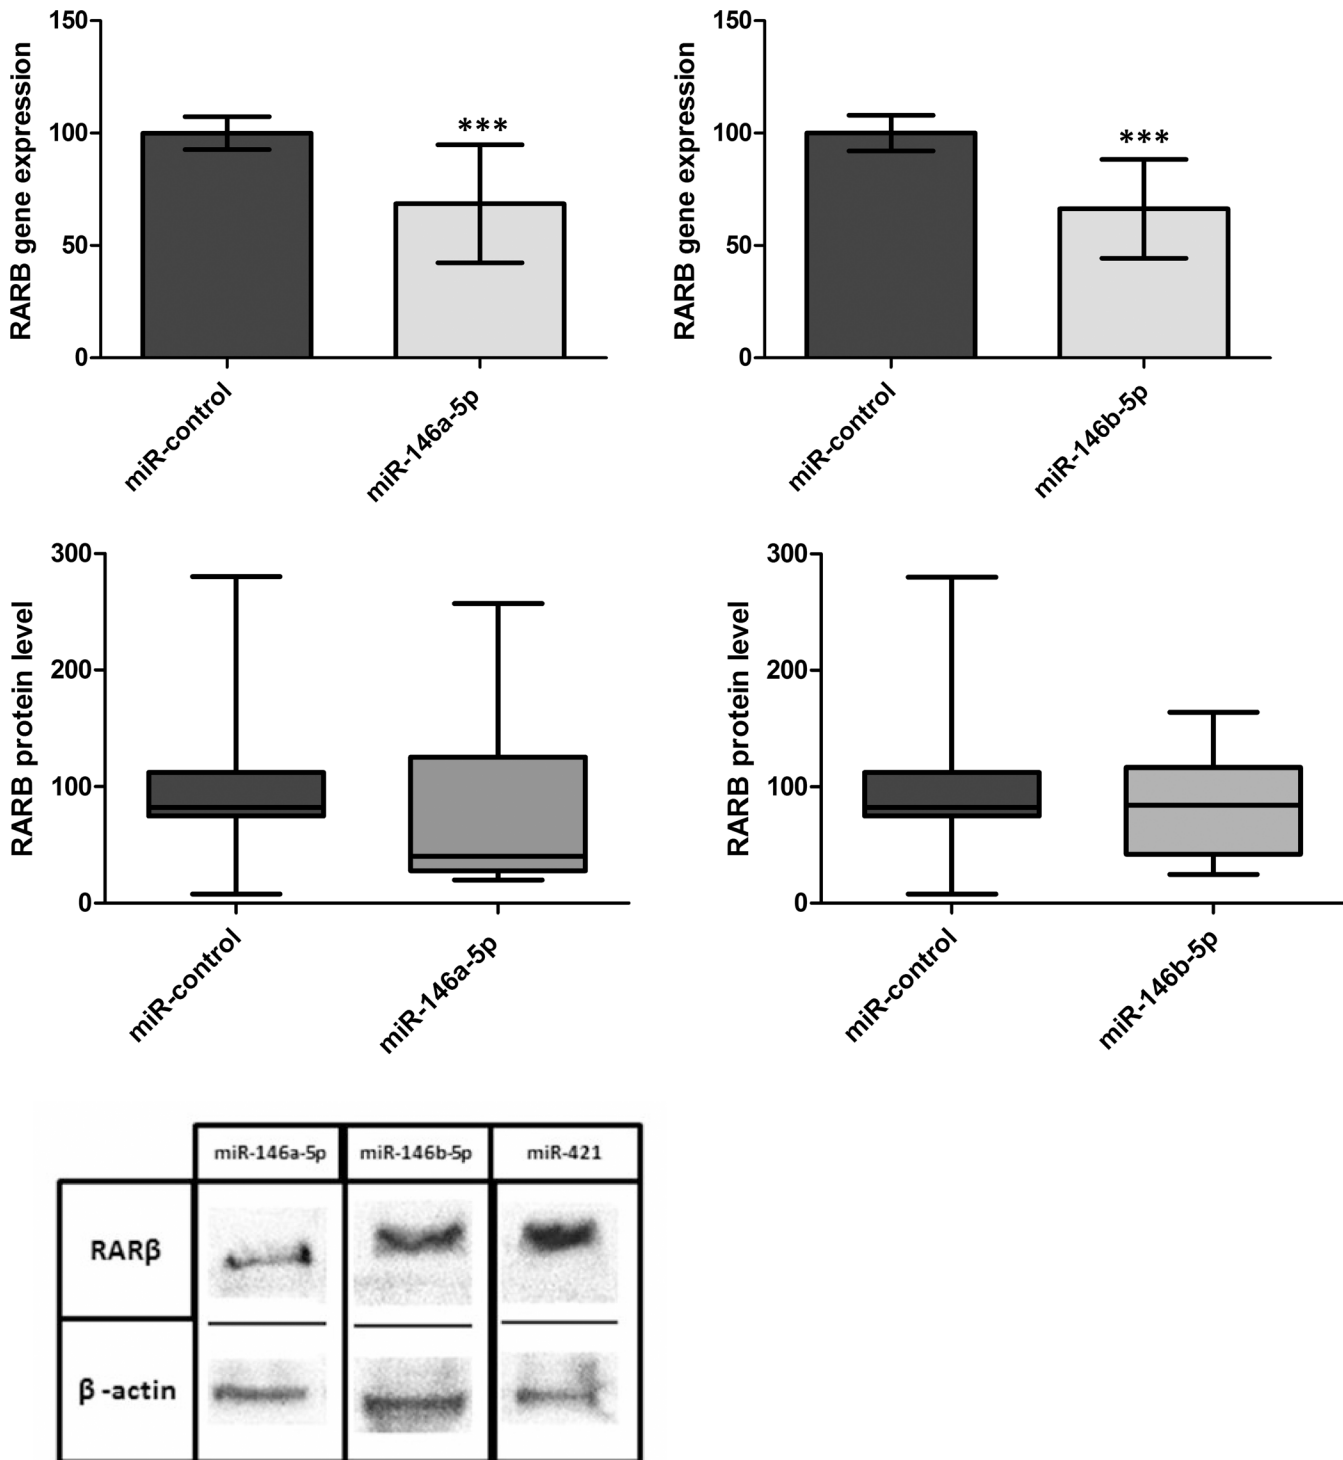 RARB gene expression
150
100
50
0
***
miR-control
miR-146a-5p
RARB gene expression
150
100
50
0
***
miR-control
miR-146b-5p
RARB protein level
300
200
100
0
miR-control
miR-146a-5p
RARB protein level
300
200
100
0
miR-control
miR-146b-5p
miR-146a-5p miR-146b-5p miR-421
RARβ
β -actin